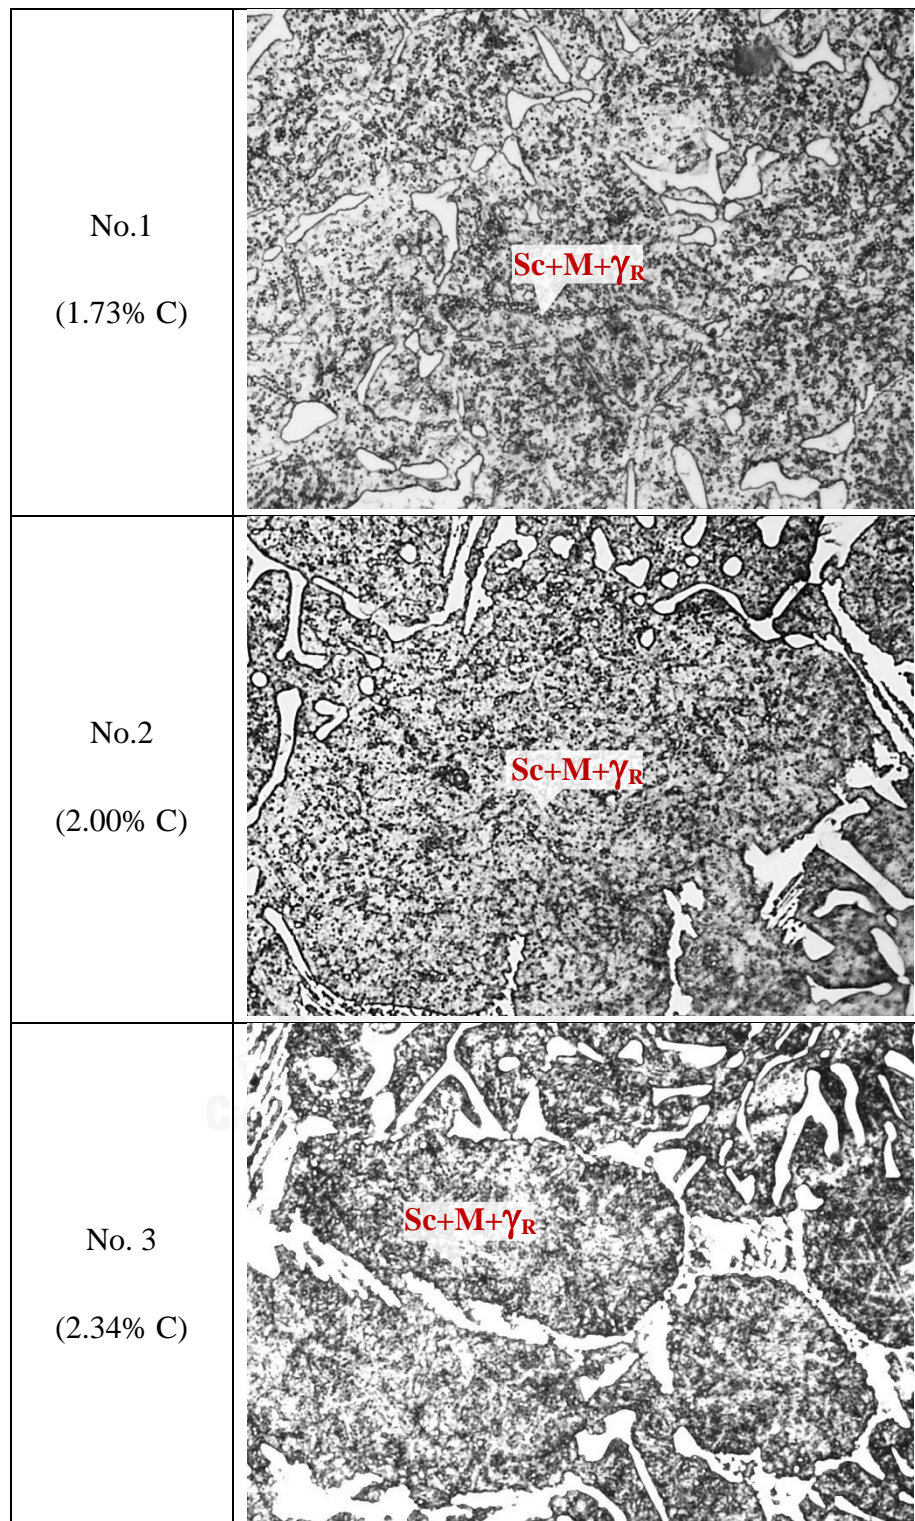 No.1
(1.73% C)
Sc+M+γR
No.2
(2.00% C)
Sc+M+γR
No. 3
(2.34% C)
Sc+M+γR